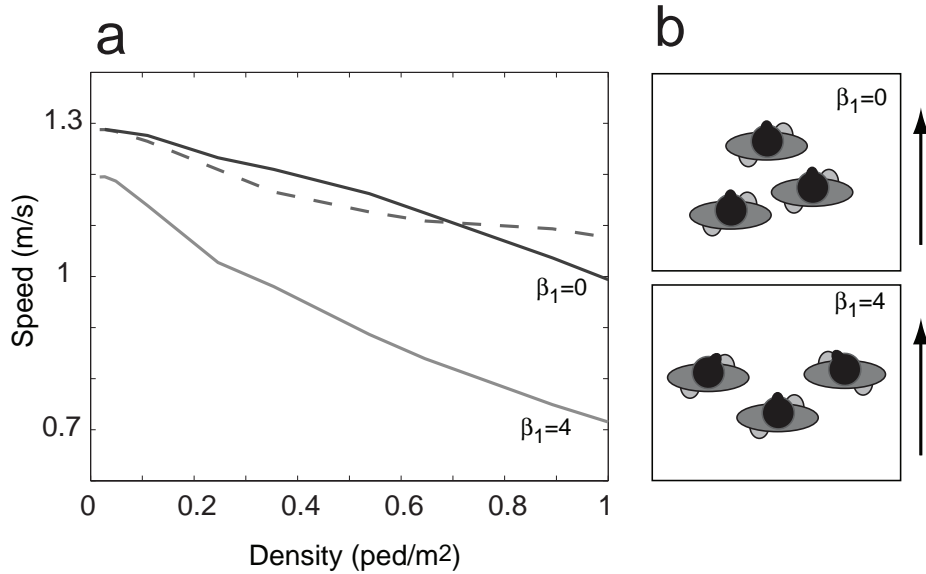 a
b
1.3
1
0.7
Speed (m/s)
β1=0
β1=4
0 0.2 0.4 0.6 0.8 1
Density (ped/m2)
β1=0
β1=4